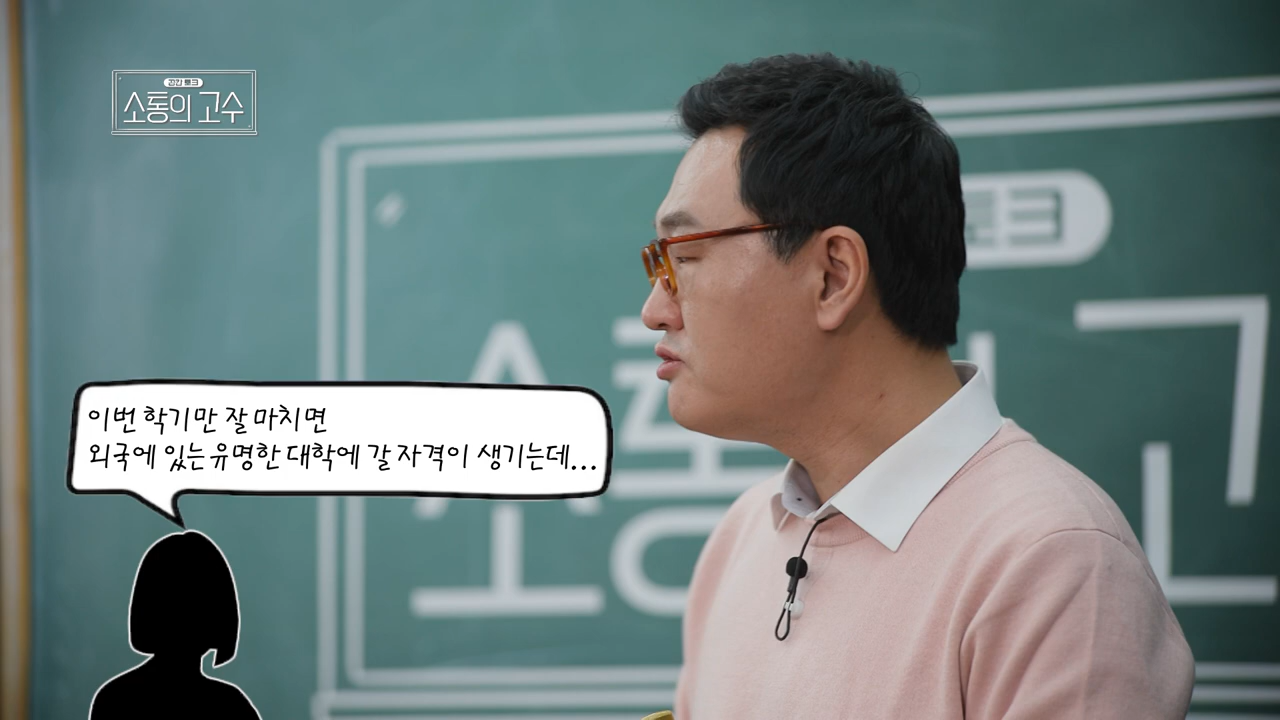 소통의 고수
이번 학기만 잘 마치면
외국에 있는 유명한 대학에 갈 자격이 생기는데...